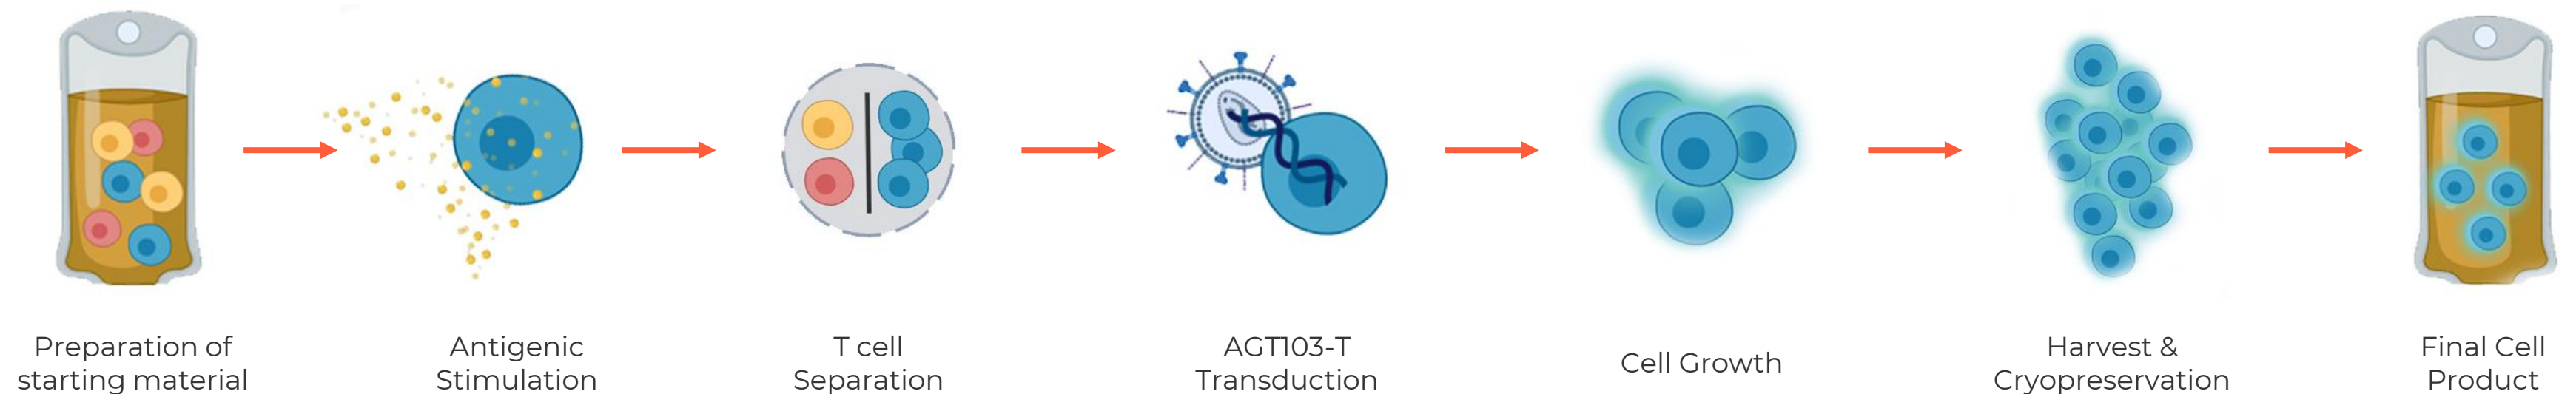 Preparation of
starting material
Antigenic
Stimulation
T cell
Separation
AGT103-T
Transduction
Cell Growth
Harvest &
Cryopreservation
Final Cell
Product